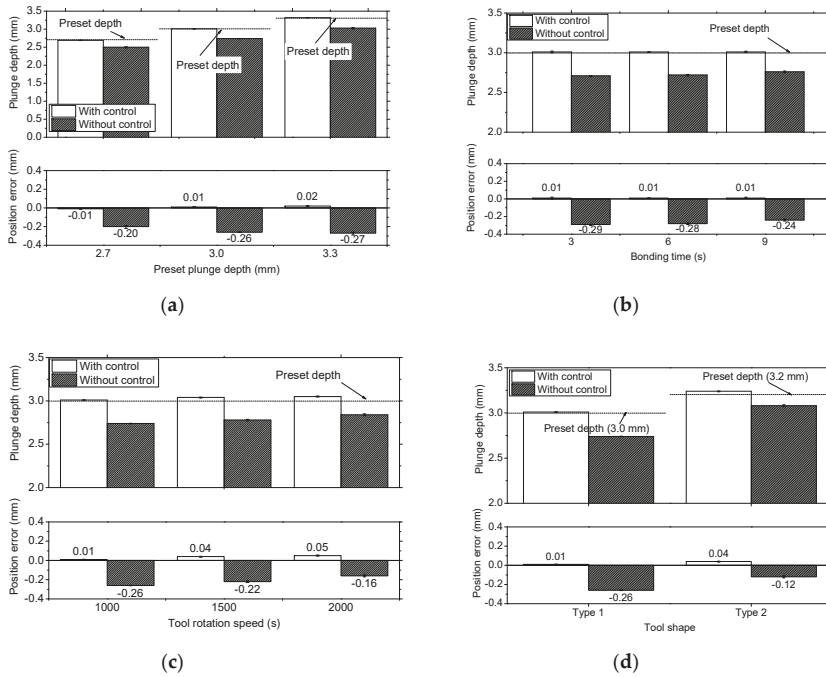 Preset depth
3.5
3.0
2.5
2.0
1.5
1.0
0.5
0.0
Plunge depth (mm)
Preset depth
Preset depth
With control
Without control
0.4
0.2
0.0
-0.2
-0.4
Position error (mm)
-0.01
0.01
0.02
-0.20
-0.26
-0.27
2.7
3.0
3.3
Preset plunge depth (mm)
(a)
4.0
3.5
3.0
2.5
2.0
Plunge depth (mm)
With control
Without control
Preset depth
0.4
0.2
0.0
-0.2
-0.4
Position error (mm)
0.01
0.01
0.01
-0.29
-0.28
-0.24
3
6
9
Bonding time (s)
(b)
3.5
3.0
2.5
2.0
Plunge depth (mm)
With control
Without control
Preset depth
0.4
0.2
0.0
-0.2
-0.4
Position error (mm)
0.01
0.04
0.05
-0.26
-0.22
-0.16
1000
1500
2000
Tool rotation speed (s)
(c)
3.5
3.0
2.5
2.0
Plunge depth (mm)
With control
Without control
Preset depth (3.2 mm)
Preset depth (3.0 mm)
0.4
0.2
0.0
-0.2
-0.4
Position error (mm)
0.01
0.04
-0.26
-0.12
Type 1
Type 2
Tool shape
(d)